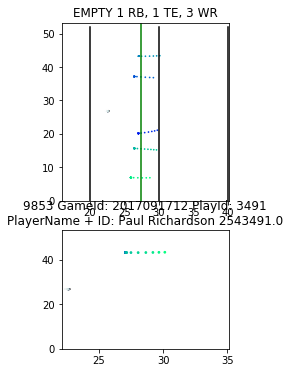 EMPTY 1 RB, 1 TE, 3 WR
50
40
30
20
10
0
20 25 30 35 40
9853 GameId: 2017091712 PlayId: 3491
PlayerName + ID: Paul Richardson 2543491.0
40
20
0
25 30 35